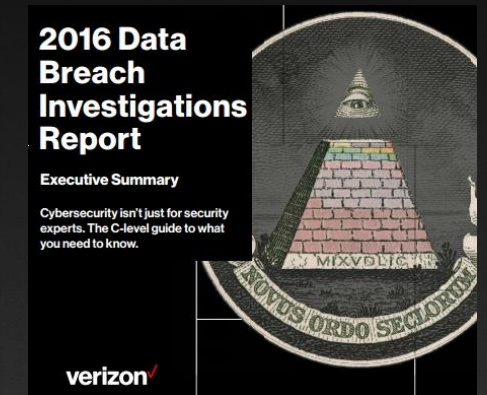 2016 Data
Breach
Investigations
Report
Executive Summary
Cybersecurity isn't just for security
experts. The C-level guide to what
you need to know.
MIXVDLIC
NOVUS ORDO SECLORUM
verizon✓